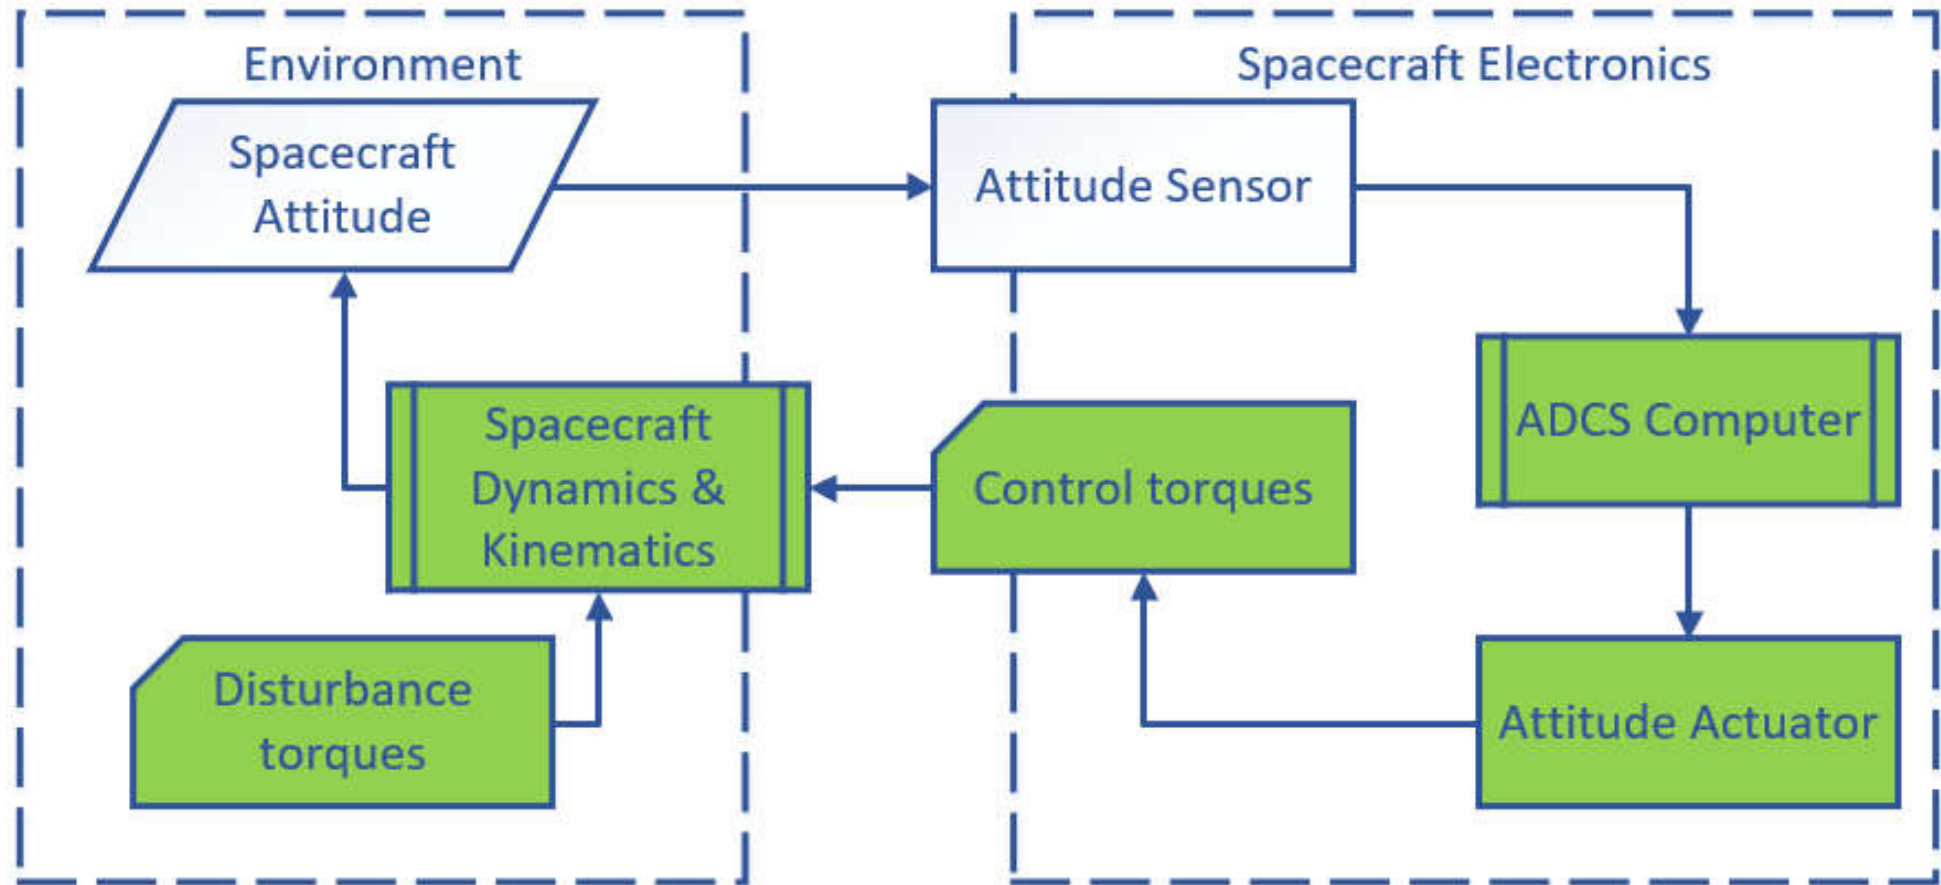 Environment
Spacecraft
Attitude
Spacecraft Electronics
Attitude Sensor
ADCS Computer
Spacecraft
Dynamics &
Kinematics
Control torques
Disturbance
torques
Attitude Actuator